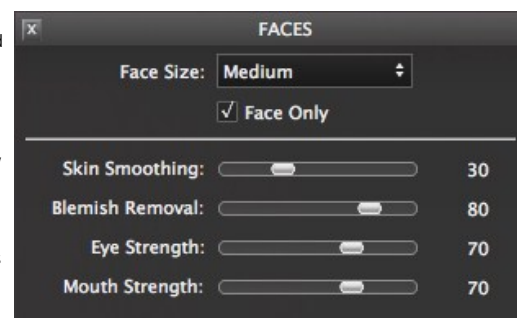 X FACES
Face Size: Medium
✓ Face Only
Skin Smoothing: 30
Blemish Removal: 80
Eye Strength: 70
Mouth Strength: 70